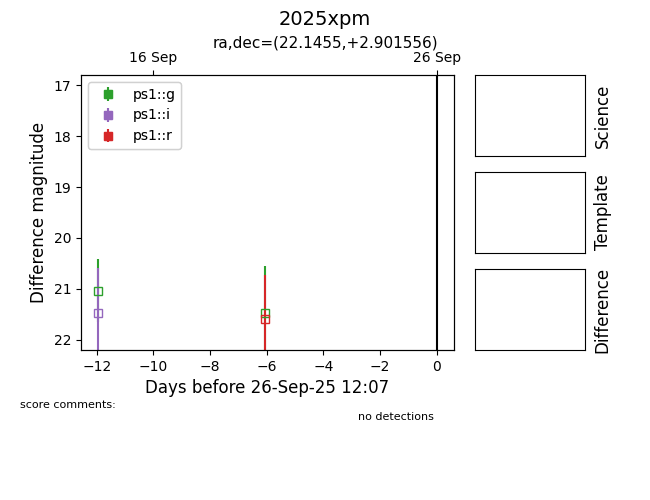 2025xpm
ra,dec=(22.1455,+2.901556)
16 Sep
26 Sep
ps1::g
ps1::i
ps1::r
17
18
19
20
21
22
Difference magnitude
−12
−10
−8
−6
−4
−2
0
Days before 26-Sep-25 12:07
Science
Template
Difference
score comments:
no detections